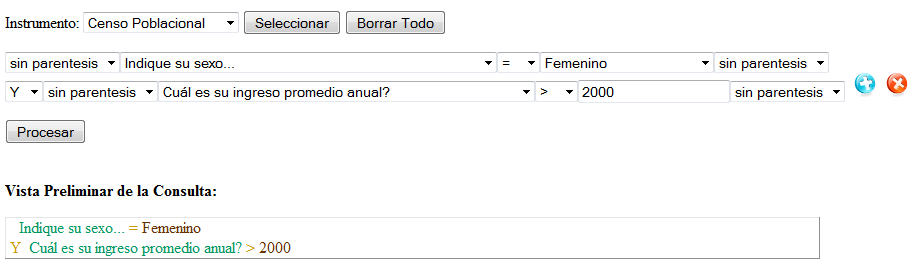 Instrumento: Censo Poblacional Seleccionar Borrar Todo
sin parentesis Indique su sexo... = Femenino sin parentesis
Y sin parentesis Cuál es su ingreso promedio anual? > 2000 sin parentesis
Procesar
Vista Preliminar de la Consulta:
Indique su sexo... = Femenino
Y Cuál es su ingreso promedio anual? > 2000